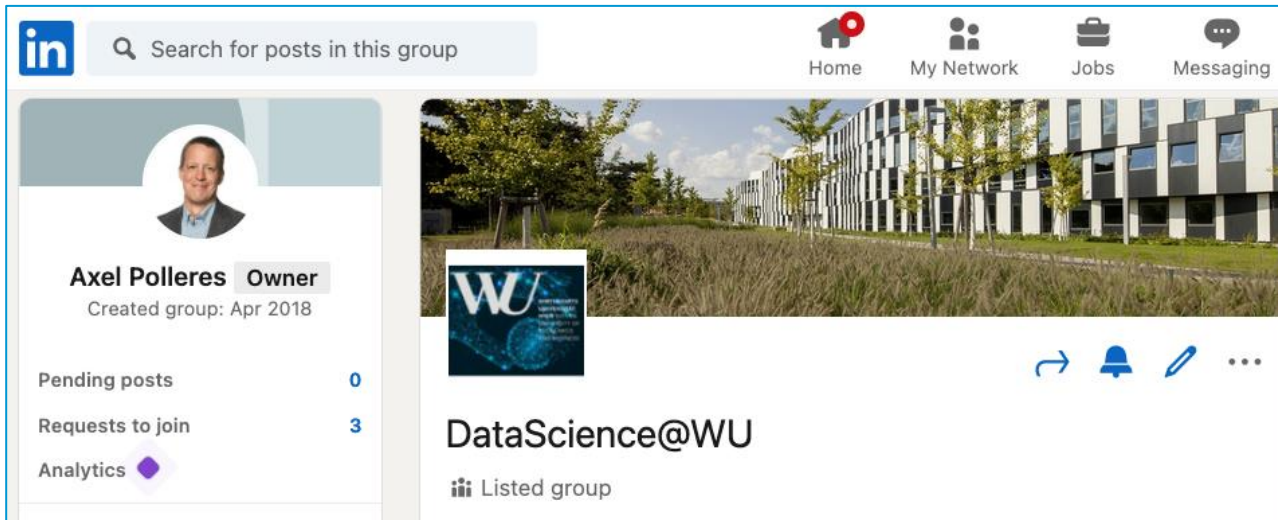 in
Search for posts in this group
Home
My Network
Jobs
Messaging
Axel Polleres Owner
Created group: Apr 2018
Pending posts 0
Requests to join 3
Analytics
WU
DataScience@WU
Listed group